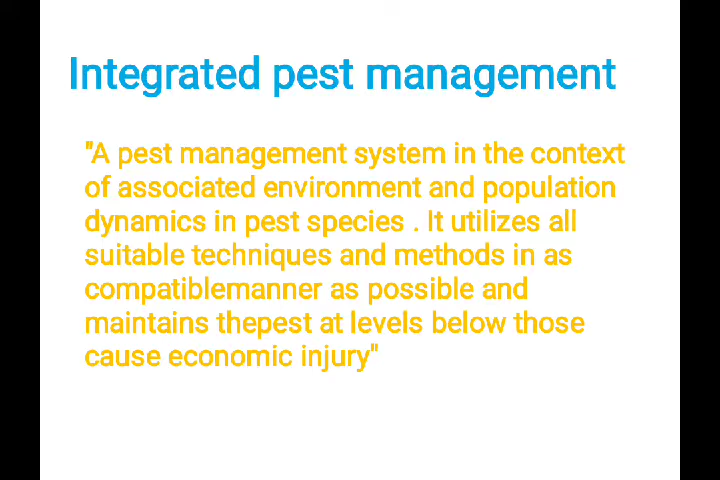 Integrated pest management
"A pest management system in the context
of associated environment and population
dynamics in pest species . It utilizes all
suitable techniques and methods in as
compatiblemanner as possible and
maintains thepest at levels below those
cause economic injury"